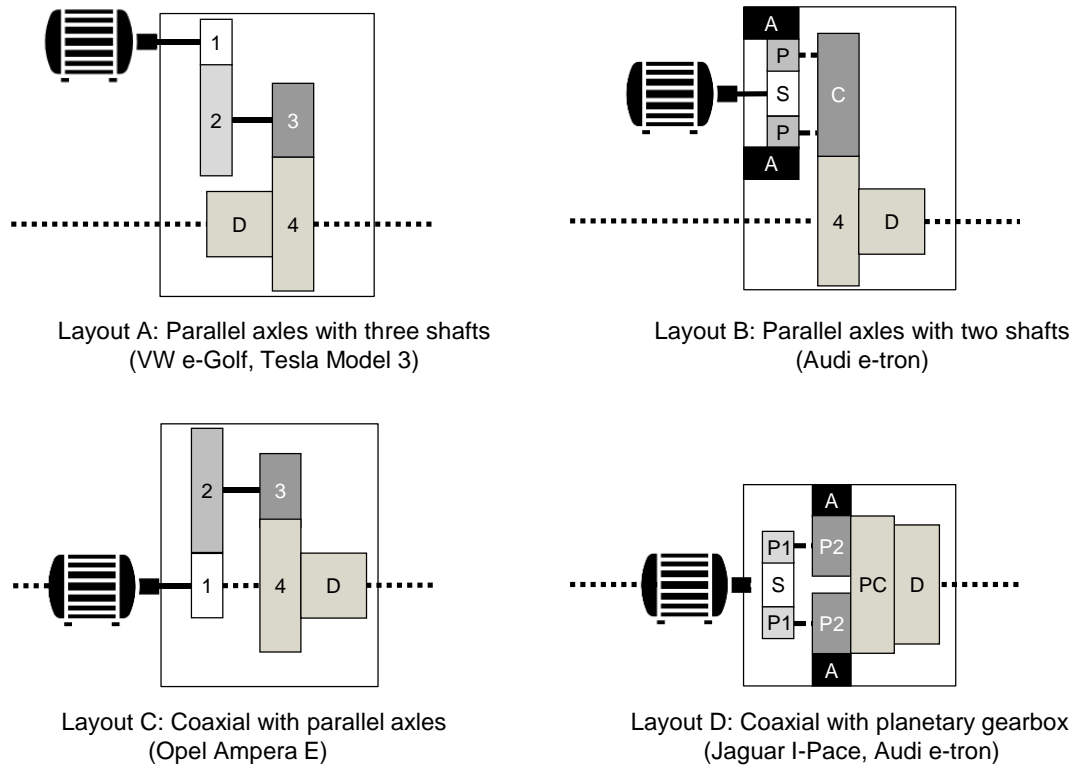 1
2
3
D
4
Layout A: Parallel axles with three shafts
(VW e-Golf, Tesla Model 3)
A
P
S
C
P
A
4
D
Layout B: Parallel axles with two shafts
(Audi e-tron)
2
3
1
4
D
Layout C: Coaxial with parallel axles
(Opel Ampera E)
A
P1
P2
S
PC
D
P1
P2
A
Layout D: Coaxial with planetary gearbox
(Jaguar I-Pace, Audi e-tron)